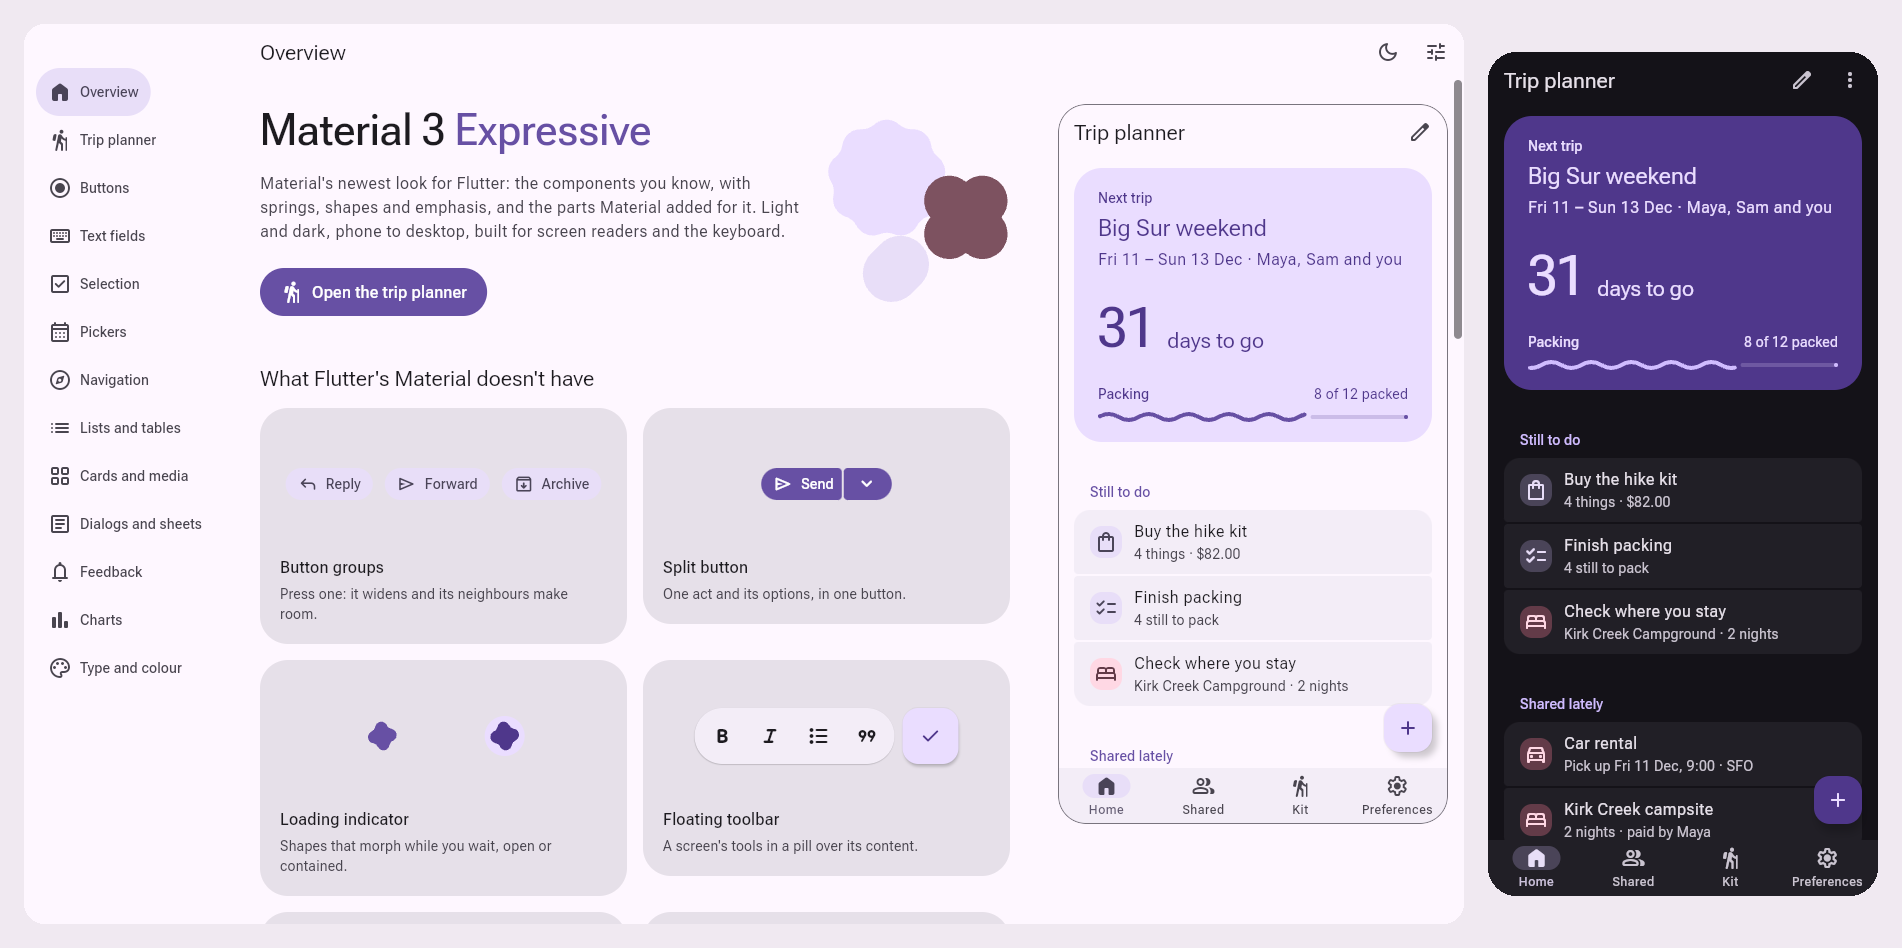 Overview
Trip planner
Buttons
Text fields
Selection
Pickers
Navigation
Lists and tables
Cards and media
Dialogs and sheets
Feedback
Charts
Type and colour
Overview
Material 3 Expressive
Material's newest look for Flutter: the components you know, with
springs, shapes and emphasis, and the parts Material added for it. Light
and dark, phone to desktop, built for screen readers and the keyboard.
Open the trip planner
What Flutter's Material doesn't have
Reply
Forward
Archive
Button groups
Press one: it widens and its neighbours make
room.
Send
Split button
One act and its options, in one button.
Loading indicator
Shapes that morph while you wait, open or
contained.
B I 99
Floating toolbar
A screen's tools in a pill over its content.
Trip planner
Next trip
Big Sur weekend
Fri 11 – Sun 13 Dec · Maya, Sam and you
31 days to go
Packing
8 of 12 packed
Still to do
Buy the hike kit
4 things · $82.00
Finish packing
4 still to pack
Check where you stay
Kirk Creek Campground · 2 nights
Shared lately
Home
Shared
Kit
Preferences
Trip planner
Next trip
Big Sur weekend
Fri 11 – Sun 13 Dec · Maya, Sam and you
31 days to go
Packing
8 of 12 packed
Still to do
Buy the hike kit
4 things · $82.00
Finish packing
4 still to pack
Check where you stay
Kirk Creek Campground · 2 nights
Shared lately
Car rental
Pick up Fri 11 Dec, 9:00 · SFO
Kirk Creek campsite
2 nights · paid by Maya
Home
Shared
Kit
Preferences